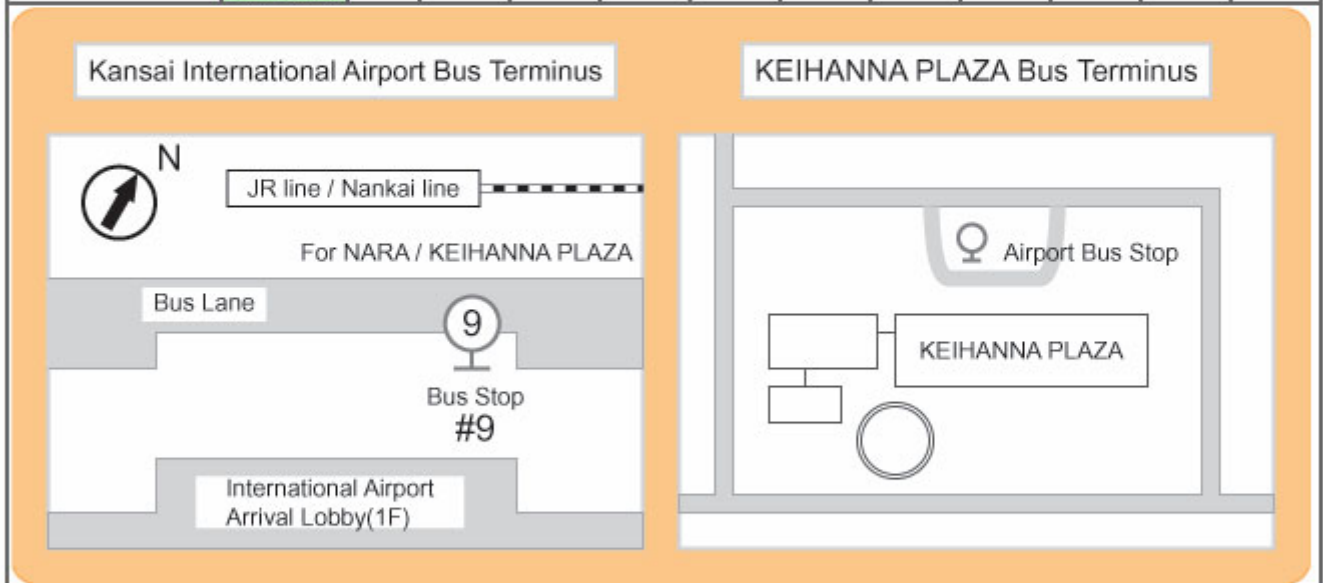 Kansai International Airport Bus Terminus
N
JR line / Nankai line
For NARA / KEIHANNA PLAZA
Bus Lane
9
Bus Stop
#9
International Airport
Arrival Lobby(1F)
KEIHANNA PLAZA Bus Terminus
Airport Bus Stop
KEIHANNA PLAZA